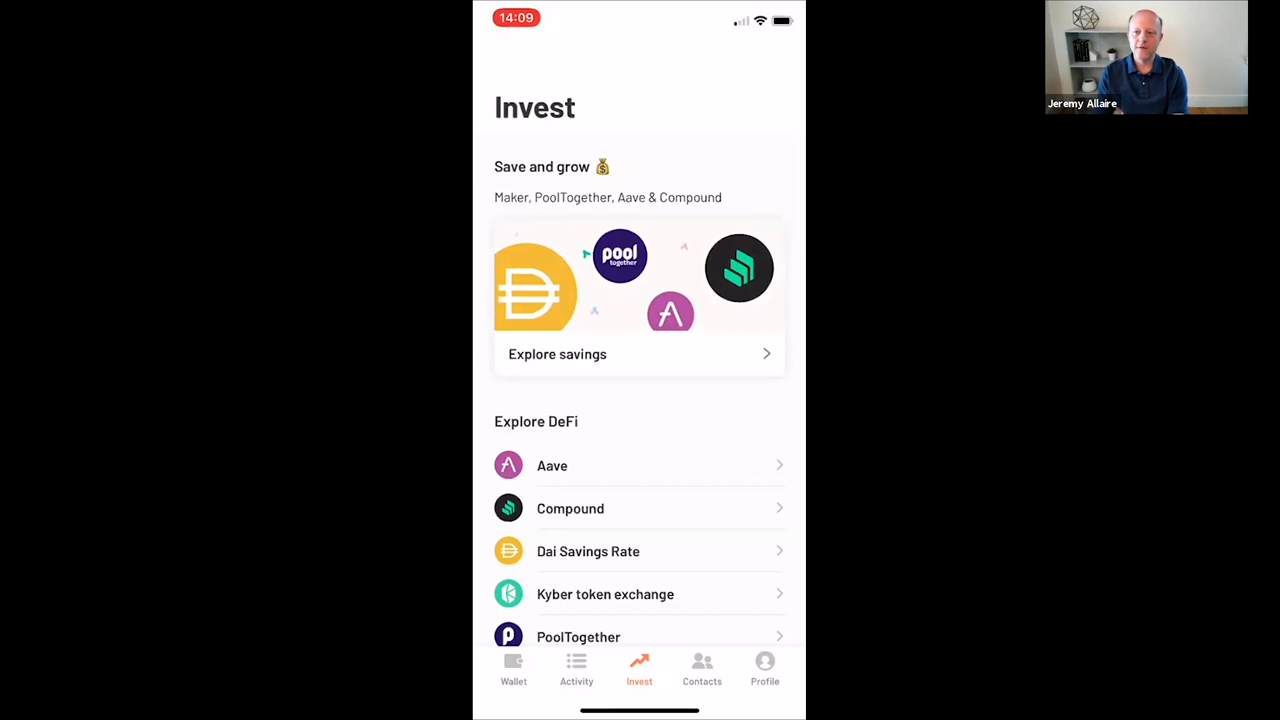 14:09
Jeremy Allaire
Invest
Save and grow
Maker, PoolTogether, Aave & Compound
pool
together
Explore savings
Explore DeFi
Aave
Compound
Dai Savings Rate
Kyber token exchange
PoolTogether
Wallet
Activity
Invest
Contacts
Profile